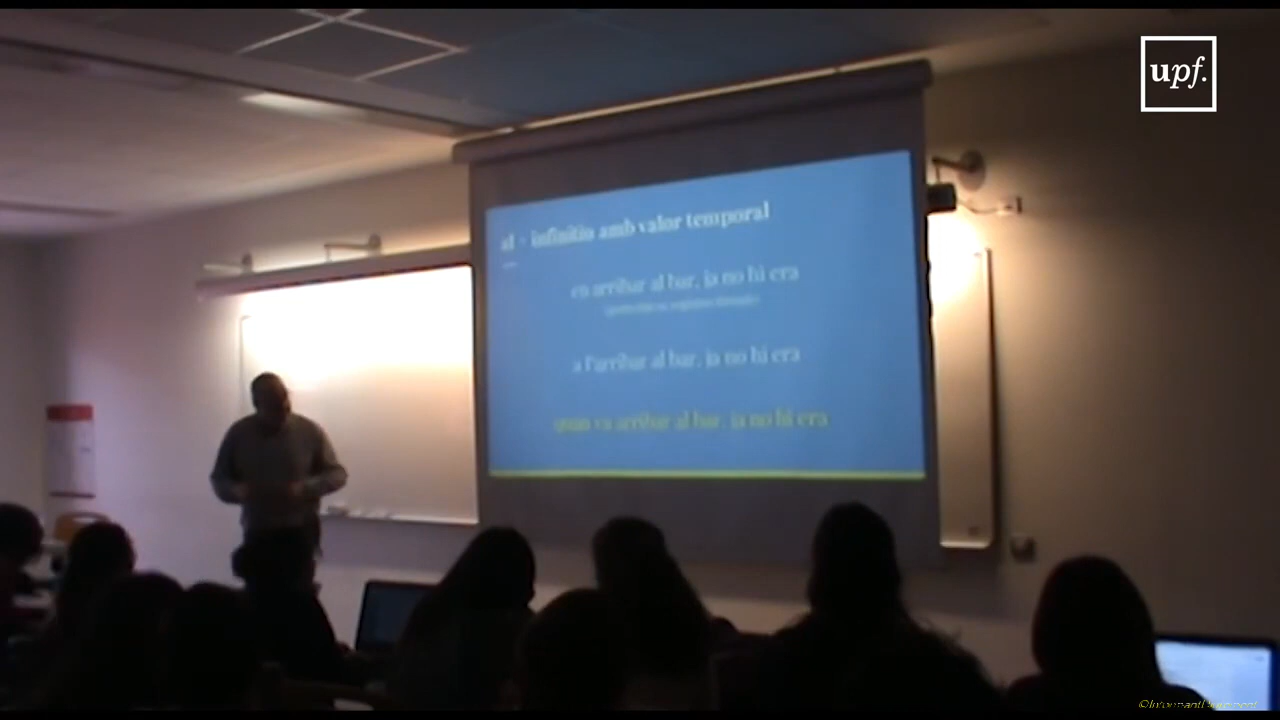 upf.
al + infinitiu amb valor temporal
en arribar al bar, ja no hi era
a l'arribar al bar, ja no hi era
quan va arribar al bar, ja no hi era